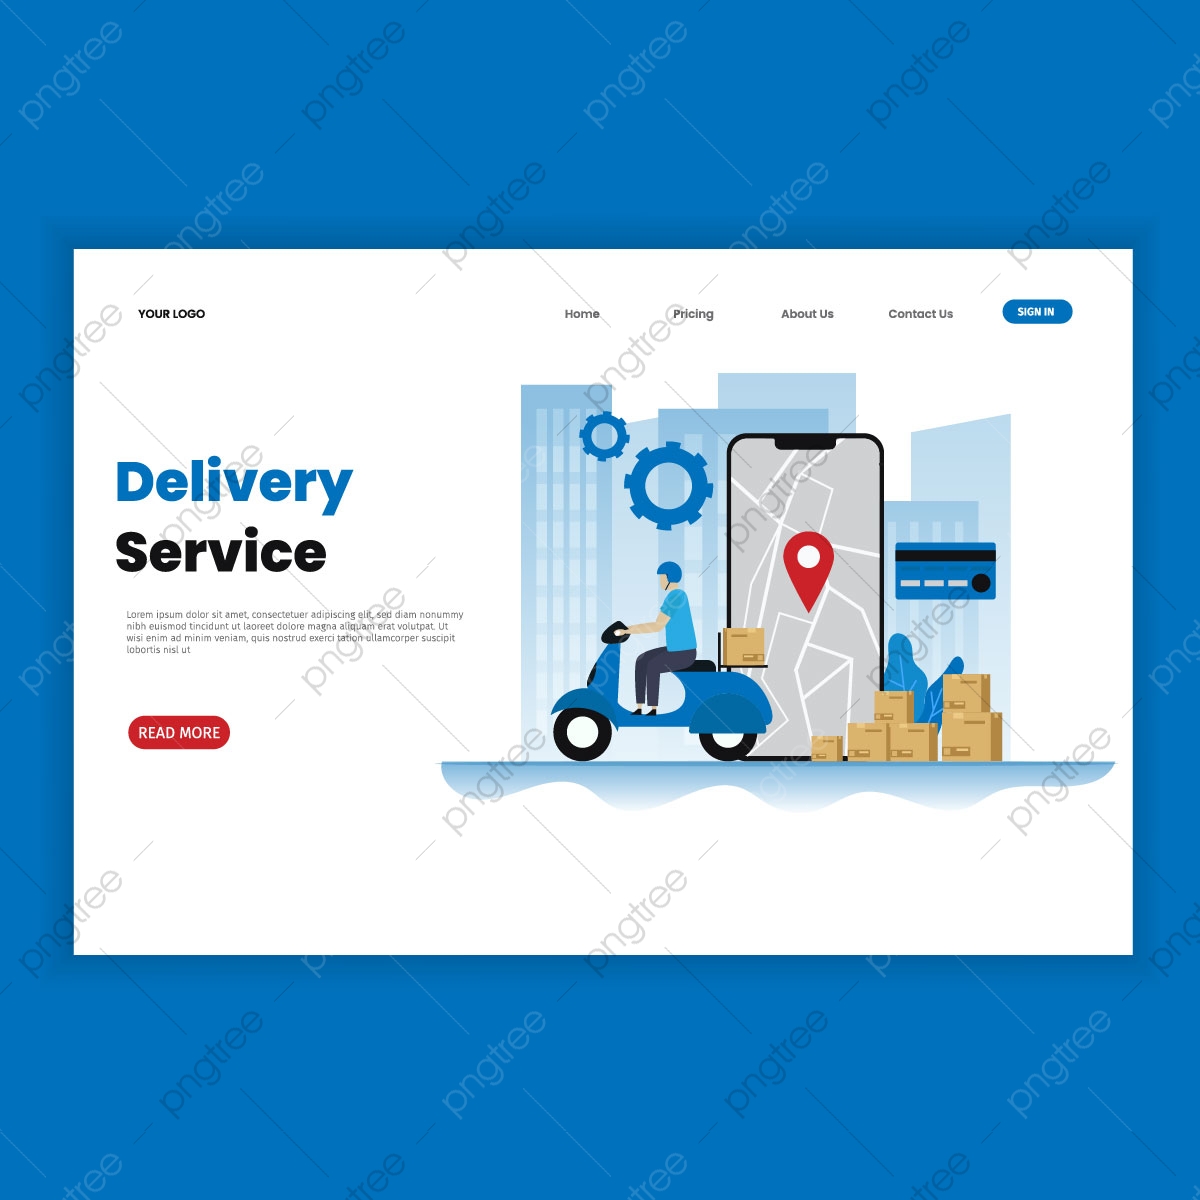 YOUR LOGO
Home
Pricing
About Us
Contact Us
SIGN IN
Delivery
Service
Lorem ipsum dolor sit amet, consectetuer adipiscing elit, sed diam nonummy
nibh euismod tincidunt ut laoreet dolore magna aliquam erat volutpat. Ut
wisi enim ad minim veniam, quis nostrud exerci tation ullamcorper suscipit
lobortis nisl ut
READ MORE
pngtree